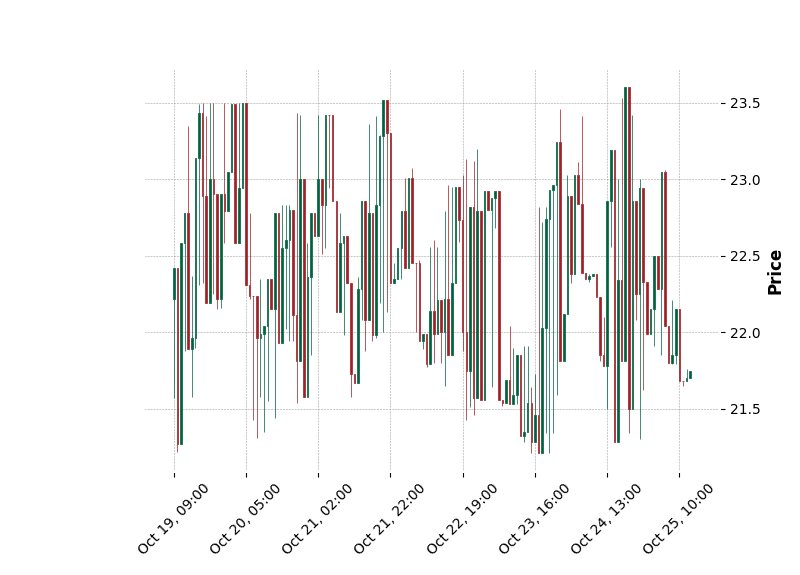 23.5
23.0
22.5
22.0
21.5
Price
Oct 19, 09:00
Oct 20, 05:00
Oct 21, 02:00
Oct 21, 22:00
Oct 22, 19:00
Oct 23, 16:00
Oct 24, 13:00
Oct 25, 10:00